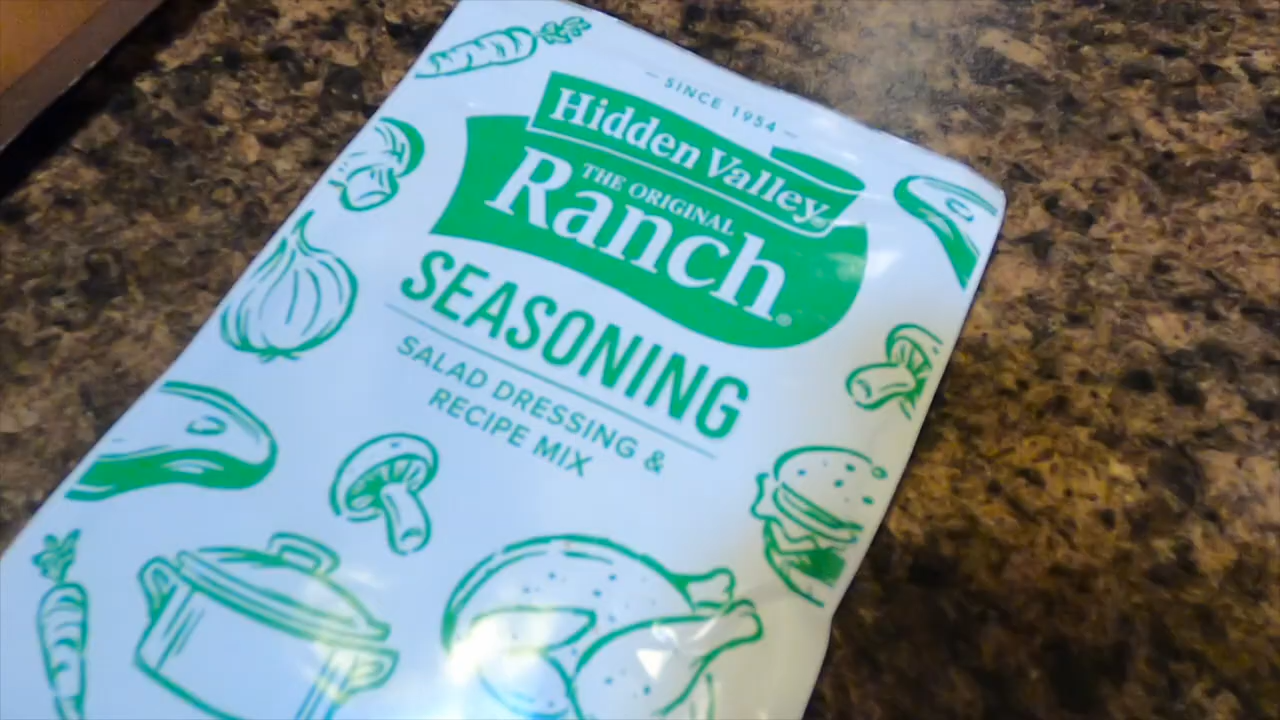 SINCE 1954
Hidden Valley®
THE ORIGINAL
Ranch®
SEASONING
SALAD DRESSING &
RECIPE MIX